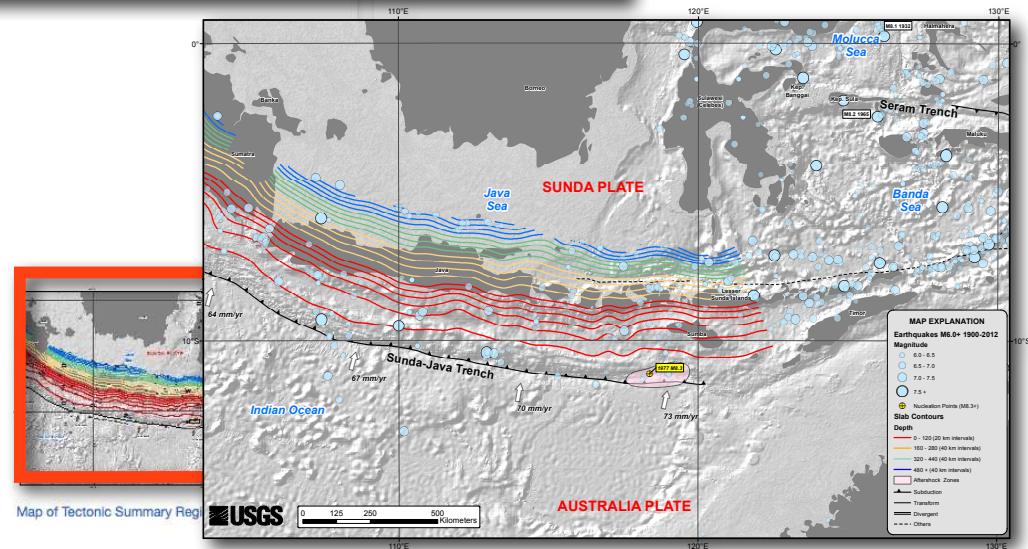 110°E
120°E
130°E
M8.1 1932
Halmahera
Molucca
Sea
0°
0°
Borneo
Banka
Sulawesi
(Celebes)
Kep.
Banggai
Kep. Sula
M8.2 1965
Seram Trench
Maluku
Sumatra
Java
Sea
SUNDA PLATE
Banda
Sea
Java
Lesser
Sunda Islands
Timor
Sumba
64 mm/yr
10°S
10°S
Sunda-Java Trench
67 mm/yr
1977 M8.3
70 mm/yr
73 mm/yr
Indian Ocean
AUSTRALIA PLATE
MAP EXPLANATION
Earthquakes M6.0+ 1900-2012
Magnitude
6.0 - 6.5
6.5 - 7.0
7.0 - 7.5
7.5 +
Nucleation Points (M8.3+)
Slab Contours
Depth
0 - 120 (20 km intervals)
160 - 280 (40 km intervals)
320 - 440 (40 km intervals)
480 + (40 km intervals)
Aftershock Zones
Subduction
Transform
Divergent
Others
SUNDA PLATE
Map of Tectonic Summary Regi
USGS
0 125 250 500
Kilometers
110°E
120°E
130°E